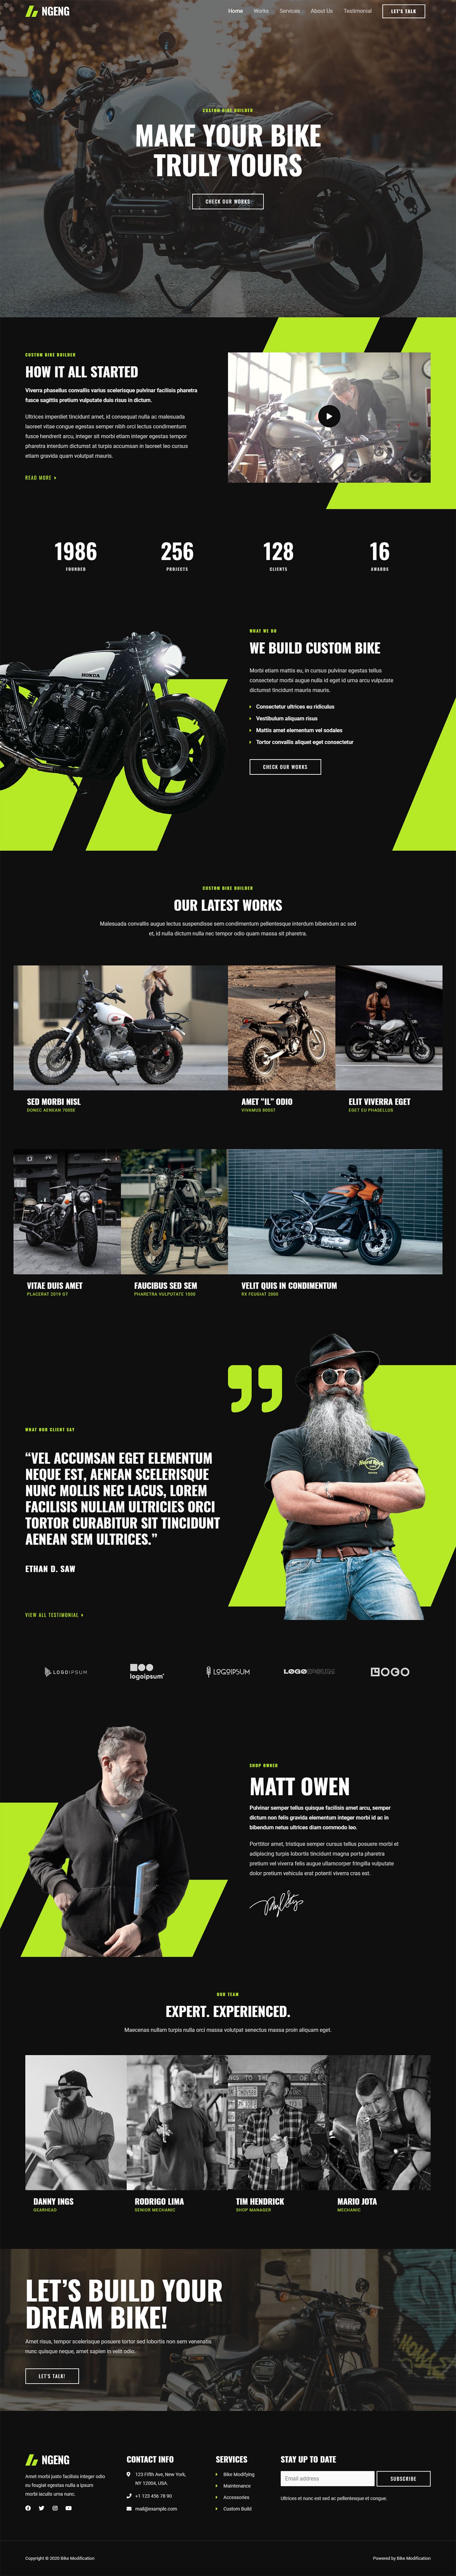 NGENG
Home Works Services About Us Testimonial LET'S TALK
CUSTOM BIKE BUILDER
MAKE YOUR BIKE
TRULY YOURS
CHECK OUR WORKS
CUSTOM BIKE BUILDER
HOW IT ALL STARTED
Viverra phasellus convallis varius scelerisque pulvinar facilisis pharetra
fusce sagittis pretium vulputate duis risus in dictum.
Ultrices imperdiet tincidunt amet, id consequat nulla ac malesuada
laoreet vitae congue egestas semper nibh orci lectus condimentum
fusce hendrerit arcu, integer sit morbi etiam integer egestas tempor
pharetra interdum dictumst at turpis accumsan in laoreet leo cursus
etiam gravida quam volutpat mauris.
READ MORE
1986 256 128 16
FOUNDED PROJECTS CLIENTS AWARDS
HONDA
WHAT WE DO
WE BUILD CUSTOM BIKE
Morbi etiam mattis eu, in cursus pulvinar egestas tellus
consectetur morbi augue nulla id eget id urna arcu vulputate
dictumst tincidunt mauris mauris.
Consectetur ultrices eu ridiculus
Vestibulum aliquam risus
Mattis amet elementum vel sodales
Tortor convallis aliquet eget consectetur
CHECK OUR WORKS
CUSTOM BIKE BUILDER
OUR LATEST WORKS
Malesuada convallis augue lectus suspendisse sem condimentum pellentesque interdum bibendum ac sed
et, id nulla dictum nulla nec tempor odio quam massa sit pharetra.
SED MORBI NISL
DONEC AENEAN 700SE
AMET "IL" ODIO
VIVAMUS 800GT
ELIT VIVERRA EGET
EGET EU PHASELLUS
VITAE DUIS AMET
PLACERAT 2019 GT
FAUCIBUS SED SEM
PHARETRA VULPUTATE 1500
VELIT QUIS IN CONDIMENTUM
RX FEUGIAT 2000
WHAT OUR CLIENT SAY
“VEL ACCUMSAN EGET ELEMENTUM
NEQUE EST, AENEAN SCELERISQUE
NUNC MOLLIS NEC LACUS, LOREM
FACILISIS NULLAM ULTRICIES ORCI
TORTOR CURABITUR SIT TINCIDUNT
AENEAN SEM ULTRICES.”
ETHAN D. SAW
VIEW ALL TESTIMONIAL
Hard Rock
LOGOIPSUM
logoipsum
LOGOIPSUM
LOGOIPSUM
LOGO
SHOP OWNER
MATT OWEN
Pulvinar semper tellus quisque facilisis amet arcu, semper
dictum non felis gravida elementum integer morbi id ac in
bibendum netus ultrices diam commodo leo.
Porttitor amet, tristique semper cursus tellus posuere morbi et
adipiscing turpis lobortis tincidunt magna porta pharetra
pretium vel viverra felis augue ullamcorper fringilla vulputate
dolor pretium vehicula erat potenti viverra cras est.
OUR TEAM
EXPERT. EXPERIENCED.
Maecenas nullam turpis nulla orci massa volutpat senectus massa proin aliquam eget.
DANNY INGS
GEARHEAD
RODRIGO LIMA
SENIOR MECHANIC
TIM HENDRICK
SHOP MANAGER
MARIO JOTA
MECHANIC
LET’S BUILD YOUR
DREAM BIKE!
Amet risus, tempor scelerisque posuere tortor sed lobortis non sem venenatis
nunc quisque neque, amet sapien in velit odio.
LET'S TALK!
NGENG
Amet morbi justo facilisis integer odio
eu feugiat egestas nulla a ipsum
morbi iaculis urna nunc.
CONTACT INFO
123 Fifth Ave, New York,
NY 12004, USA.
+1 123 456 78 90
mail@example.com
SERVICES
Bike Modifying
Maintenance
Accessories
Custom Build
STAY UP TO DATE
Email address
SUBSCRIBE
Ultrices et nunc est sed ac pellentesque et congue.
Copyright © 2020 Bike Modification
Powered by Bike Modification